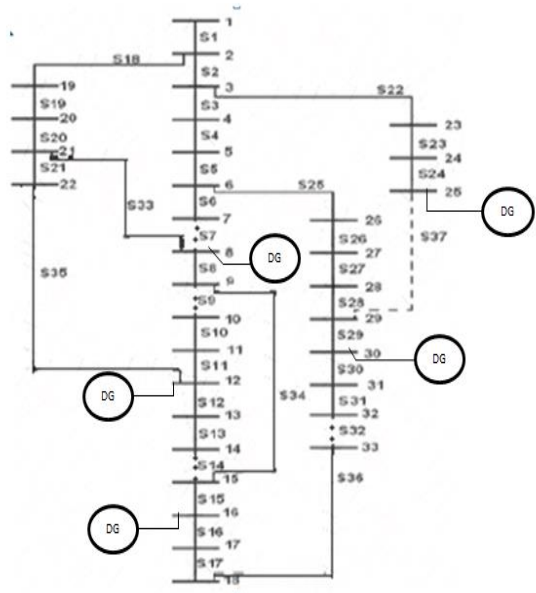 1
S1
S18
2
S2
19
3
S22
S19
S3
20
4
23
S20
S4
S23
21
5
24
S21
S5
S24
22
6
S25
25
DG
S6
S33
7
26
S37
S7
S26
8
DG
27
S35
S8
S27
9
28
S9
S28
10
29
S10
S29
11
30
DG
S11
S30
12
31
DG
S12
S34
S31
13
32
S13
S32
14
33
S14
15
S36
S15
16
DG
S16
17
S17
18